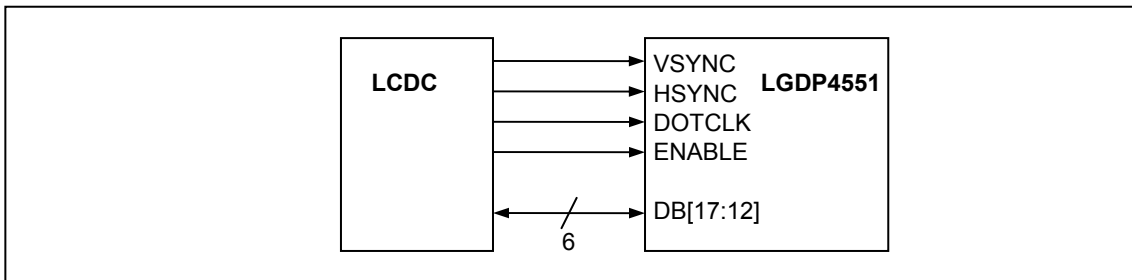 LCDC
VSYNC
LGDP4551
HSYNC
DOTCLK
ENABLE
DB[17:12]
6